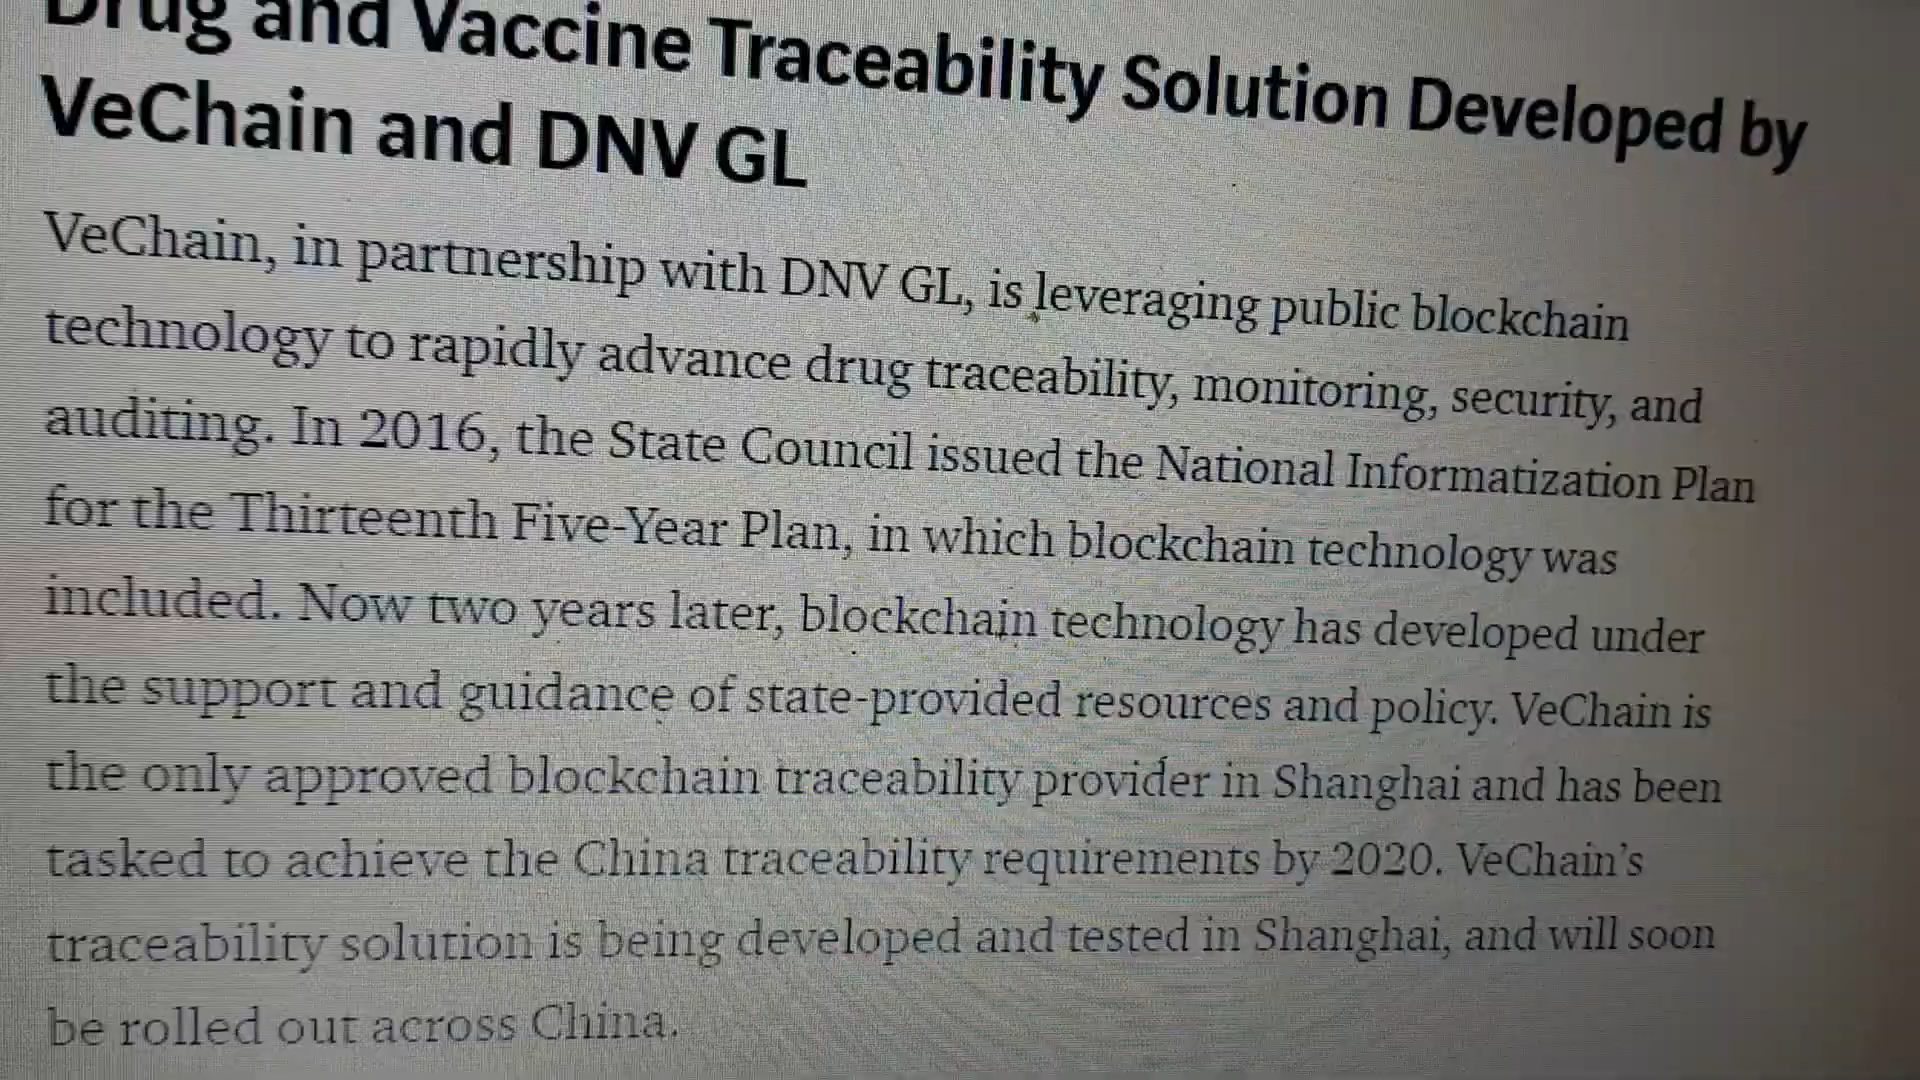 Drug and Vaccine Traceability Solution Developed by
VeChain and DNV GL
VeChain, in partnership with DNV GL, is leveraging public blockchain
technology to rapidly advance drug traceability, monitoring, security, and
auditing. In 2016, the State Council issued the National Informatization Plan
for the Thirteenth Five-Year Plan, in which blockchain technology was
included. Now two years later, blockchain technology has developed under
the support and guidance of state-provided resources and policy. VeChain is
the only approved blockchain traceability provider in Shanghai and has been
tasked to achieve the China traceability requirements by 2020. VeChain’s
traceability solution is being developed and tested in Shanghai, and will soon
be rolled out across China.